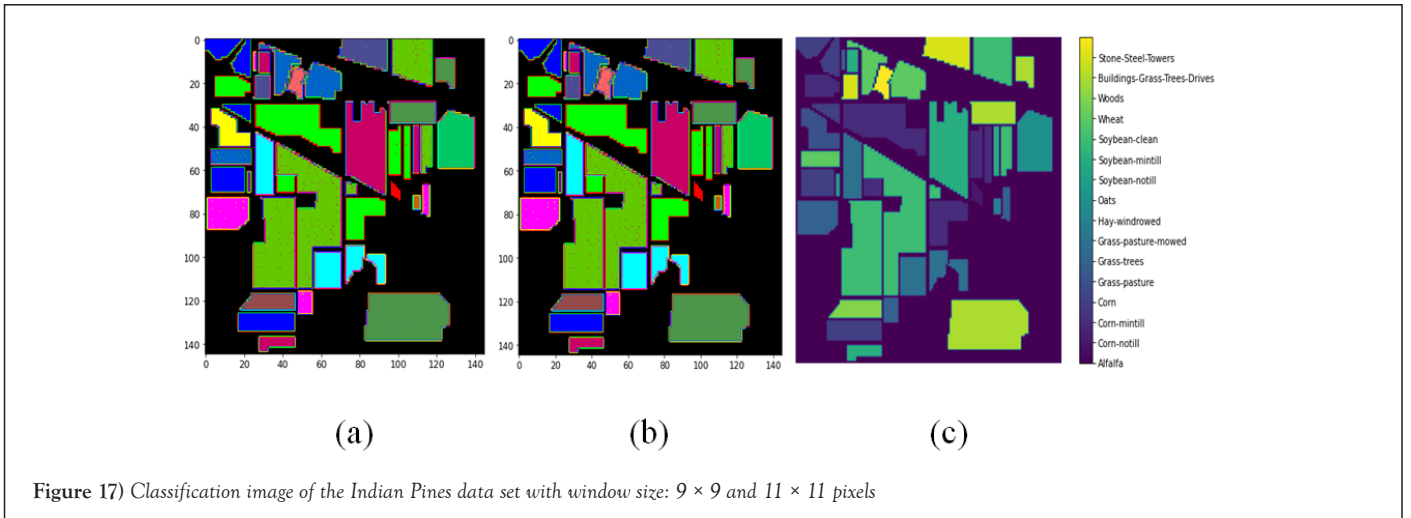 0
20
40
60
80
100
120
140
0 20 40 60 80 100 120 140
0
20
40
60
80
100
120
140
0 20 40 60 80 100 120 140
Stone-Steel-Towers
Buildings-Grass-Trees-Drives
Woods
Wheat
Soybean-clean
Soybean-mintill
Soybean-notill
Oats
Hay-windrowed
Grass-pasture-mowed
Grass-trees
Grass-pasture
Corn
Corn-mintill
Corn-notill
Alfalfa
(a) (b) (c)
Figure 17) Classification image of the Indian Pines data set with window size: 9 × 9 and 11 × 11 pixels